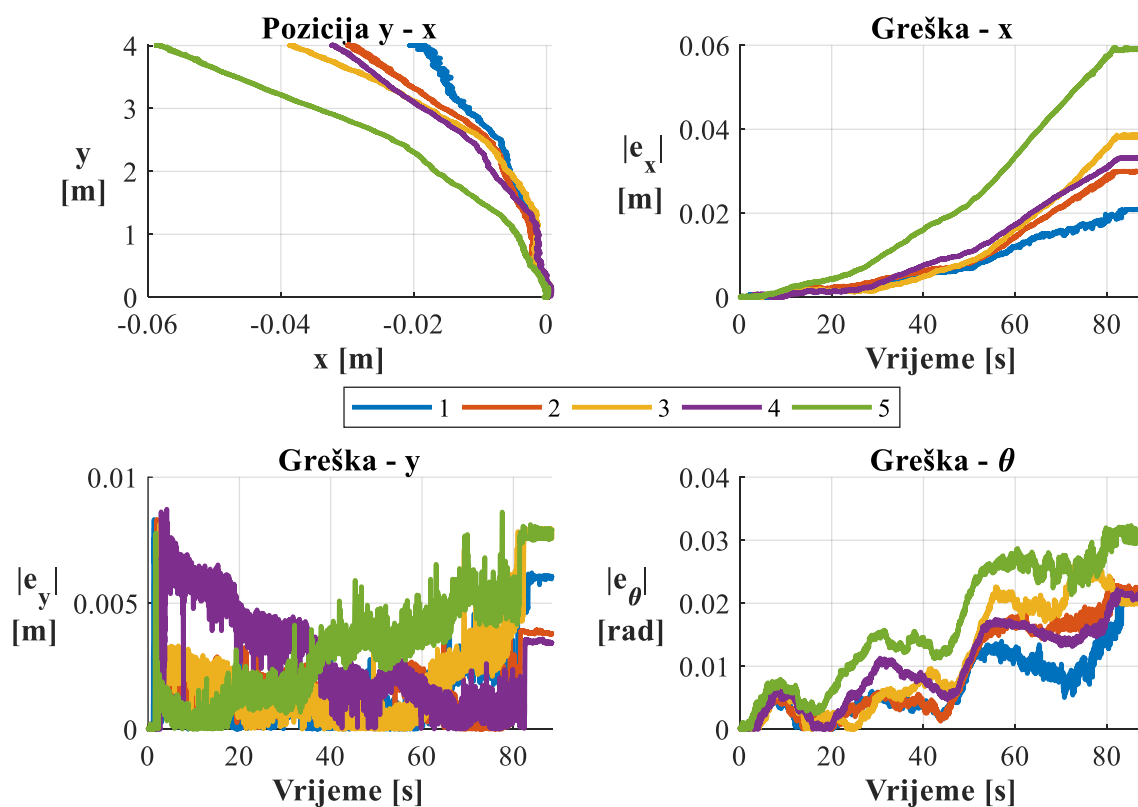 Pozicija y - x
4
3
2
1
0
y
[m]
-0.06
-0.04
-0.02
0
x [m]
Greška - x
0.06
0.04
0.02
0
|e_x|
[m]
0
20
40
60
80
Vrijeme [s]
1 2 3 4 5
Greška - y
0.01
0.005
0
|e_y|
[m]
0
20
40
60
80
Vrijeme [s]
Greška - θ
0.04
0.03
0.02
0.01
0
|e_θ|
[rad]
0
20
40
60
80
Vrijeme [s]